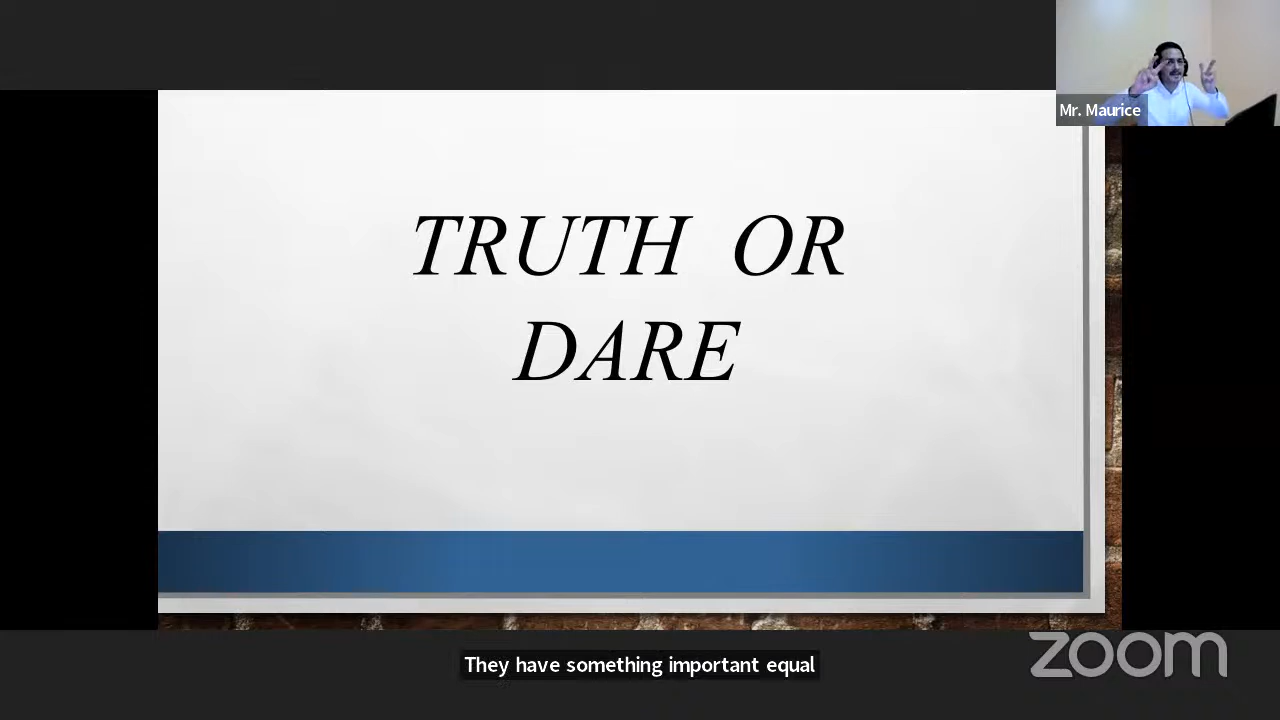 Mr. Maurice
TRUTH OR
DARE
They have something important equal
zoom